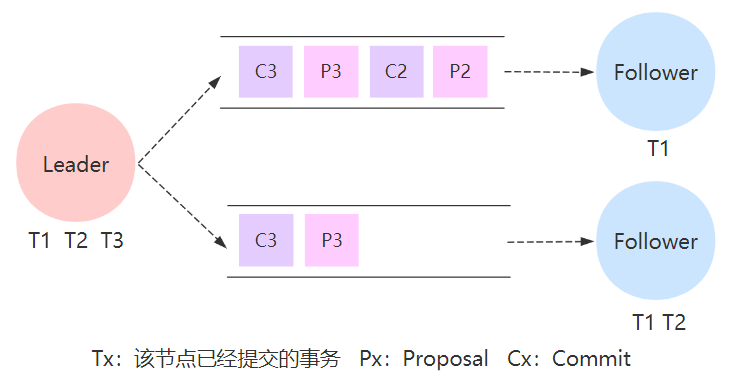 C3 P3 C2 P2
Follower
T1
Leader
T1 T2 T3
C3 P3
Follower
T1 T2
Tx：该节点已经提交的事务 Px：Proposal Cx：Commit